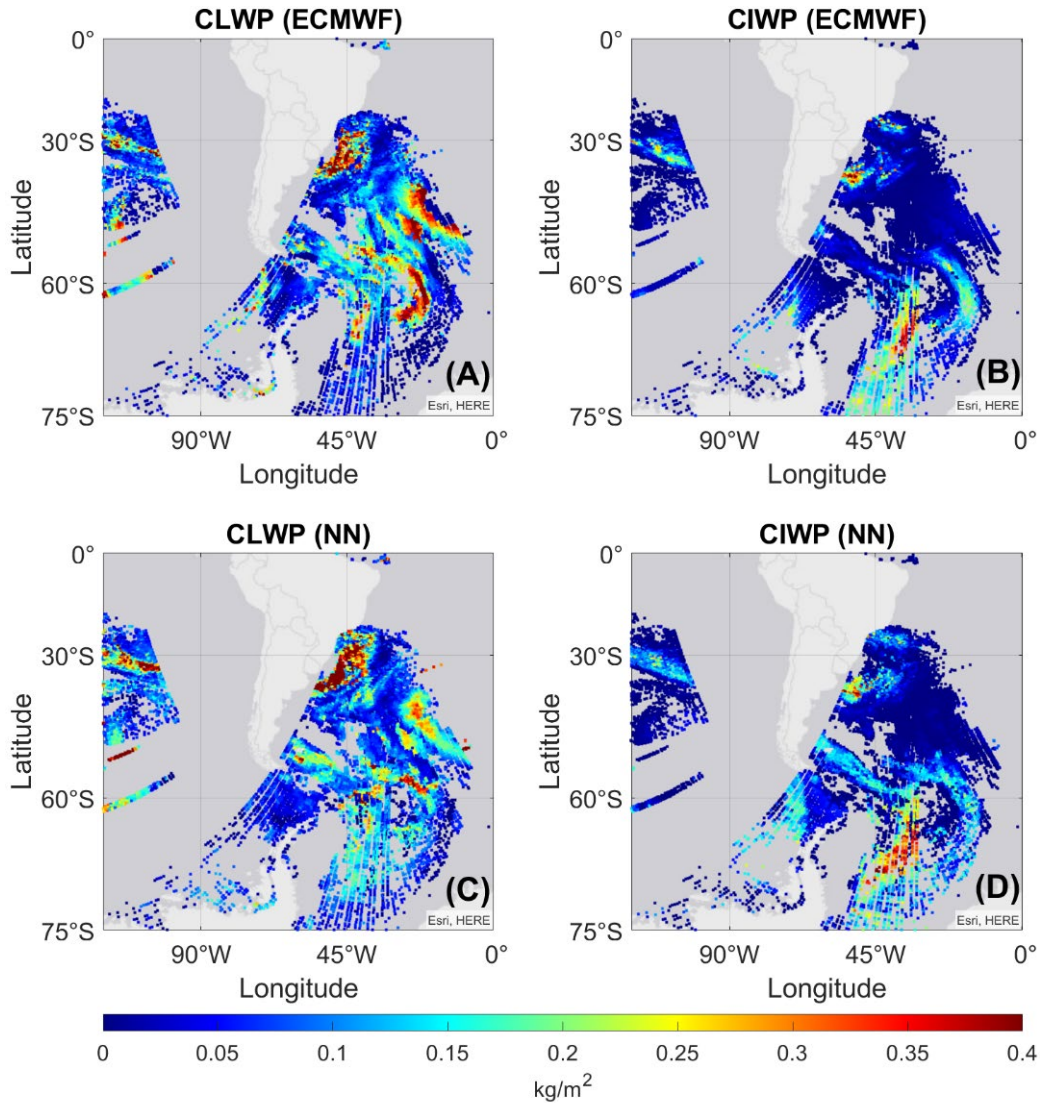 CLWP (ECMWF)
CIWP (ECMWF)
0°
30°S
60°S
75°S
Latitude
(A)
Esri, HERE
90°W
45°W
0°
Longitude
0°
30°S
60°S
75°S
Latitude
(B)
Esri, HERE
90°W
45°W
0°
Longitude
CLWP (NN)
CIWP (NN)
0°
30°S
60°S
75°S
Latitude
(C)
Esri, HERE
90°W
45°W
0°
Longitude
0°
30°S
60°S
75°S
Latitude
(D)
Esri, HERE
90°W
45°W
0°
Longitude
0 0.05 0.1 0.15 0.2 0.25 0.3 0.35 0.4
kg/m²